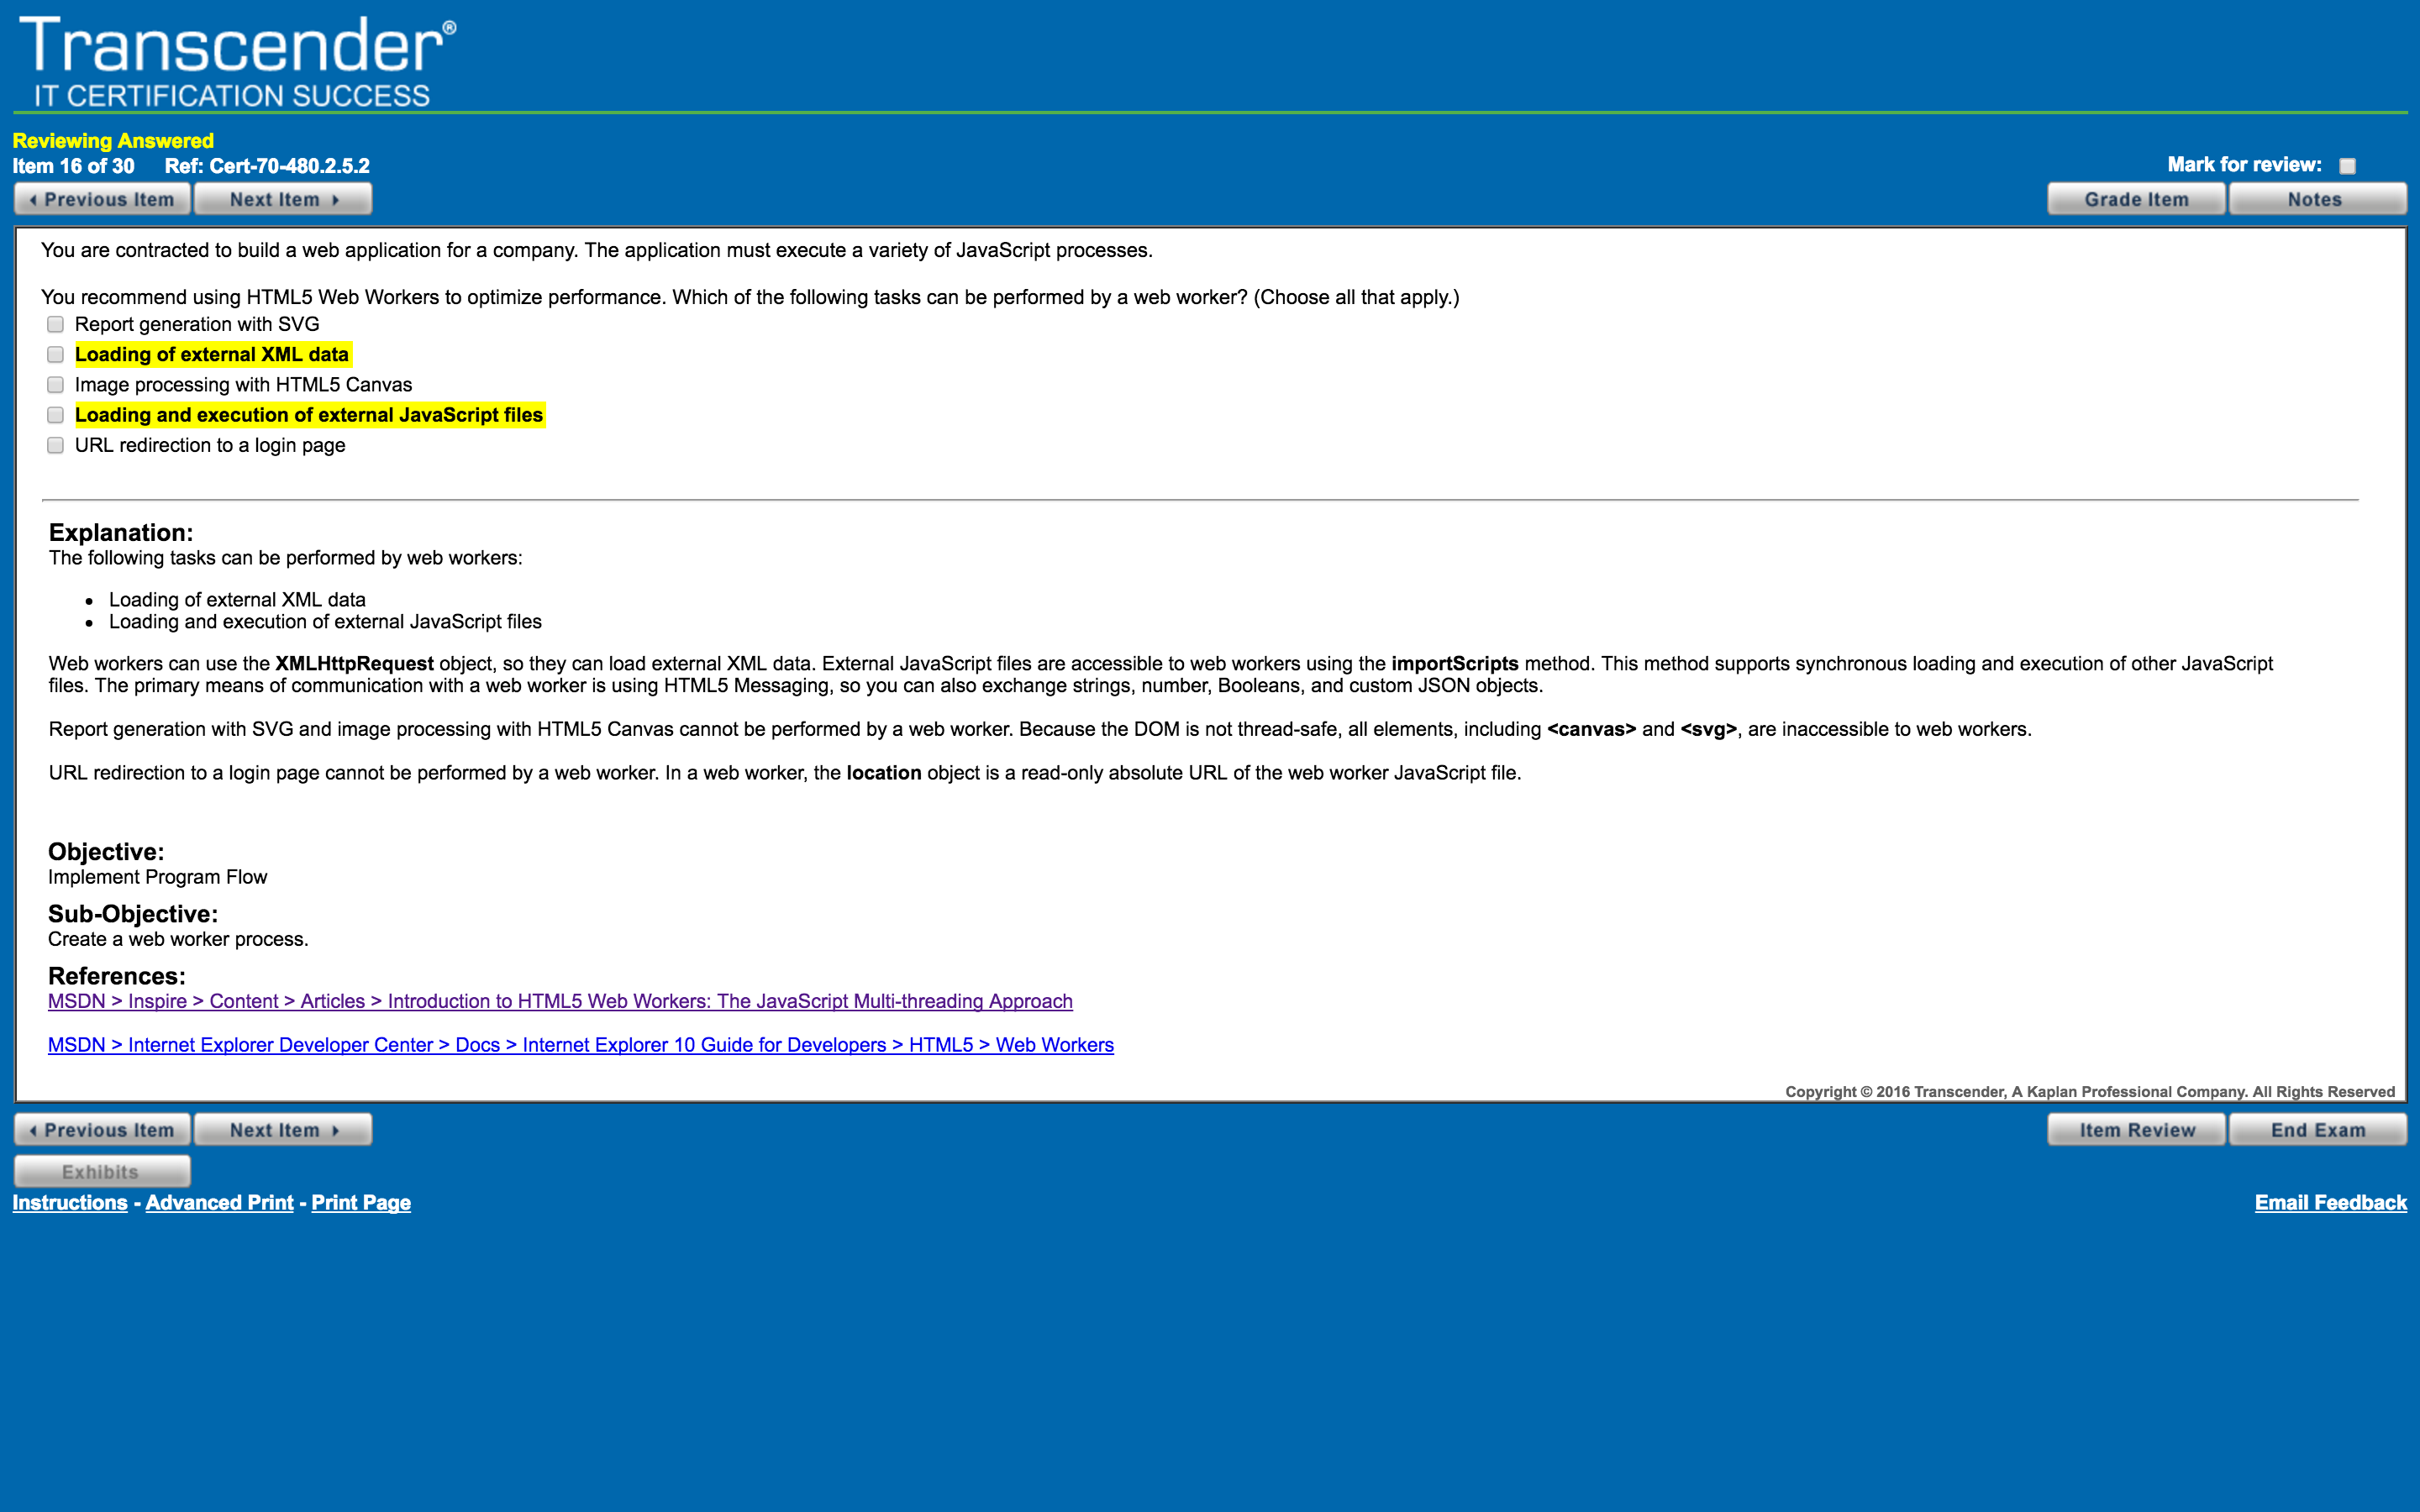 Transcender®
IT CERTIFICATION SUCCESS
Reviewing Answered
Item 16 of 30 Ref: Cert-70-480.2.5.2
Mark for review:
Previous Item Next Item Grade Item Notes
You are contracted to build a web application for a company. The application must execute a variety of JavaScript processes.
You recommend using HTML5 Web Workers to optimize performance. Which of the following tasks can be performed by a web worker? (Choose all that apply.)
Report generation with SVG
Loading of external XML data
Image processing with HTML5 Canvas
Loading and execution of external JavaScript files
URL redirection to a login page
Explanation:
The following tasks can be performed by web workers:
• Loading of external XML data
• Loading and execution of external JavaScript files
Web workers can use the XMLHttpRequest object, so they can load external XML data. External JavaScript files are accessible to web workers using the importScripts method. This method supports synchronous loading and execution of other JavaScript
files. The primary means of communication with a web worker is using HTML5 Messaging, so you can also exchange strings, number, Booleans, and custom JSON objects.
Report generation with SVG and image processing with HTML5 Canvas cannot be performed by a web worker. Because the DOM is not thread-safe, all elements, including <canvas> and <svg>, are inaccessible to web workers.
URL redirection to a login page cannot be performed by a web worker. In a web worker, the location object is a read-only absolute URL of the web worker JavaScript file.
Objective:
Implement Program Flow
Sub-Objective:
Create a web worker process.
References:
MSDN > Inspire > Content > Articles > Introduction to HTML5 Web Workers: The JavaScript Multi-threading Approach
MSDN > Internet Explorer Developer Center > Docs > Internet Explorer 10 Guide for Developers > HTML5 > Web Workers
Copyright © 2016 Transcender, A Kaplan Professional Company. All Rights Reserved
Previous Item Next Item Item Review End Exam
Exhibits
Instructions - Advanced Print - Print Page
Email Feedback